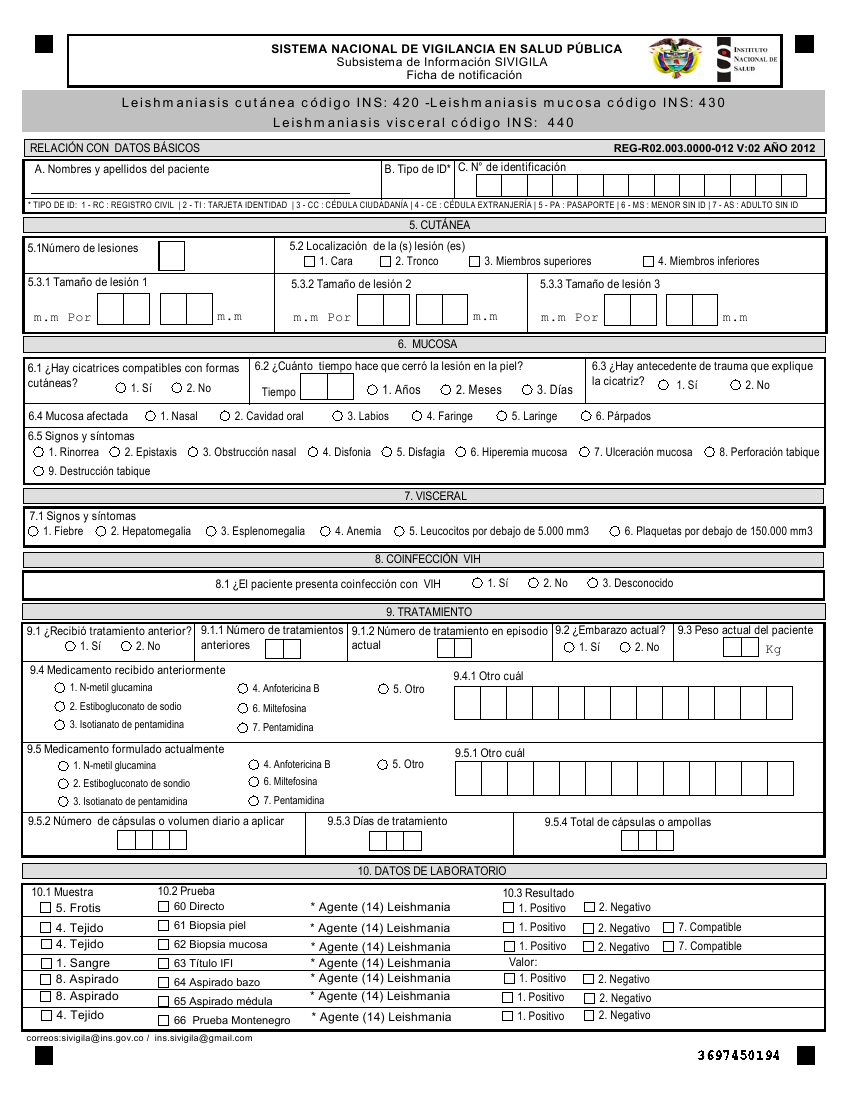 SISTEMA NACIONAL DE VIGILANCIA EN SALUD PÚBLICA
Subsistema de Información SIVIGILA
Ficha de notificación
INSTITUTO
NACIONAL DE
SALUD
Leishmaniasis cutánea código INS: 420 -Leishmaniasis mucosa código INS: 430
Leishmaniasis visceral código INS: 440
RELACIÓN CON DATOS BÁSICOS REG-R02.003.0000-012 V:02 AÑO 2012
A. Nombres y apellidos del paciente B. Tipo de ID* C. N° de identificación
* TIPO DE ID: 1 - RC : REGISTRO CIVIL | 2 - TI : TARJETA IDENTIDAD | 3 - CC : CÉDULA CIUDADANÍA | 4 - CE : CÉDULA EXTRANJERÍA | 5 - PA : PASAPORTE | 6 - MS : MENOR SIN ID | 7 - AS : ADULTO SIN ID
5. CUTÁNEA
5.1Número de lesiones 5.2 Localización de la (s) lesión (es)
1. Cara 2. Tronco 3. Miembros superiores 4. Miembros inferiores
5.3.1 Tamaño de lesión 1 5.3.2 Tamaño de lesión 2 5.3.3 Tamaño de lesión 3
m.m Por m.m m.m Por m.m m.m Por m.m
6. MUCOSA
6.1 ¿Hay cicatrices compatibles con formas cutáneas? 1. Sí 2. No
6.2 ¿Cuánto tiempo hace que cerró la lesión en la piel?
Tiempo 1. Años 2. Meses 3. Días
6.3 ¿Hay antecedente de trauma que explique la cicatriz? 1. Sí 2. No
6.4 Mucosa afectada 1. Nasal 2. Cavidad oral 3. Labios 4. Faringe 5. Laringe 6. Párpados
6.5 Signos y síntomas
1. Rinorrea 2. Epistaxis 3. Obstrucción nasal 4. Disfonia 5. Disfagia 6. Hiperemia mucosa 7. Ulceración mucosa 8. Perforación tabique
9. Destrucción tabique
7. VISCERAL
7.1 Signos y síntomas
1. Fiebre 2. Hepatomegalia 3. Esplenomegalia 4. Anemia 5. Leucocitos por debajo de 5.000 mm3 6. Plaquetas por debajo de 150.000 mm3
8. COINFECCIÓN VIH
8.1 ¿El paciente presenta coinfección con VIH 1. Sí 2. No 3. Desconocido
9. TRATAMIENTO
9.1 ¿Recibió tratamiento anterior? 1. Sí 2. No
9.1.1 Número de tratamientos anteriores
9.1.2 Número de tratamiento en episodio actual
9.2 ¿Embarazo actual? 1. Sí 2. No
9.3 Peso actual del paciente Kg
9.4 Medicamento recibido anteriormente 9.4.1 Otro cuál
1. N-metil glucamina 4. Anfotericina B 5. Otro
2. Estibogluconato de sodio 6. Miltefosina
3. Isotianato de pentamidina 7. Pentamidina
9.5 Medicamento formulado actualmente 9.5.1 Otro cuál
1. N-metil glucamina 4. Anfotericina B 5. Otro
2. Estibogluconato de sondio 6. Miltefosina
3. Isotianato de pentamidina 7. Pentamidina
9.5.2 Número de cápsulas o volumen diario a aplicar 9.5.3 Días de tratamiento 9.5.4 Total de cápsulas o ampollas
10. DATOS DE LABORATORIO
10.1 Muestra 10.2 Prueba 10.3 Resultado
5. Frotis 60 Directo * Agente (14) Leishmania 1. Positivo 2. Negativo
4. Tejido 61 Biopsia piel * Agente (14) Leishmania 1. Positivo 2. Negativo 7. Compatible
4. Tejido 62 Biopsia mucosa * Agente (14) Leishmania 1. Positivo 2. Negativo 7. Compatible
1. Sangre 63 Título IFI * Agente (14) Leishmania Valor:
8. Aspirado 64 Aspirado bazo * Agente (14) Leishmania 1. Positivo 2. Negativo
8. Aspirado 65 Aspirado médula * Agente (14) Leishmania 1. Positivo 2. Negativo
4. Tejido 66 Prueba Montenegro * Agente (14) Leishmania 1. Positivo 2. Negativo
correos:sivigila@ins.gov.co / ins.sivigila@gmail.com
3697450194